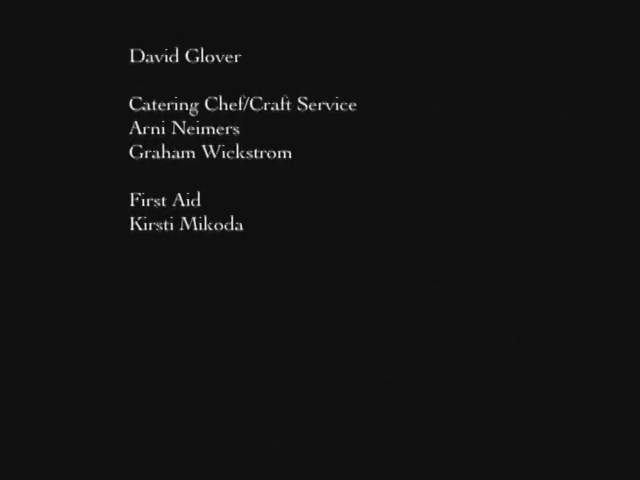 David Glover
Catering Chef/Craft Service
Arni Neimers
Graham Wickstrom
First Aid
Kirsti Mikoda